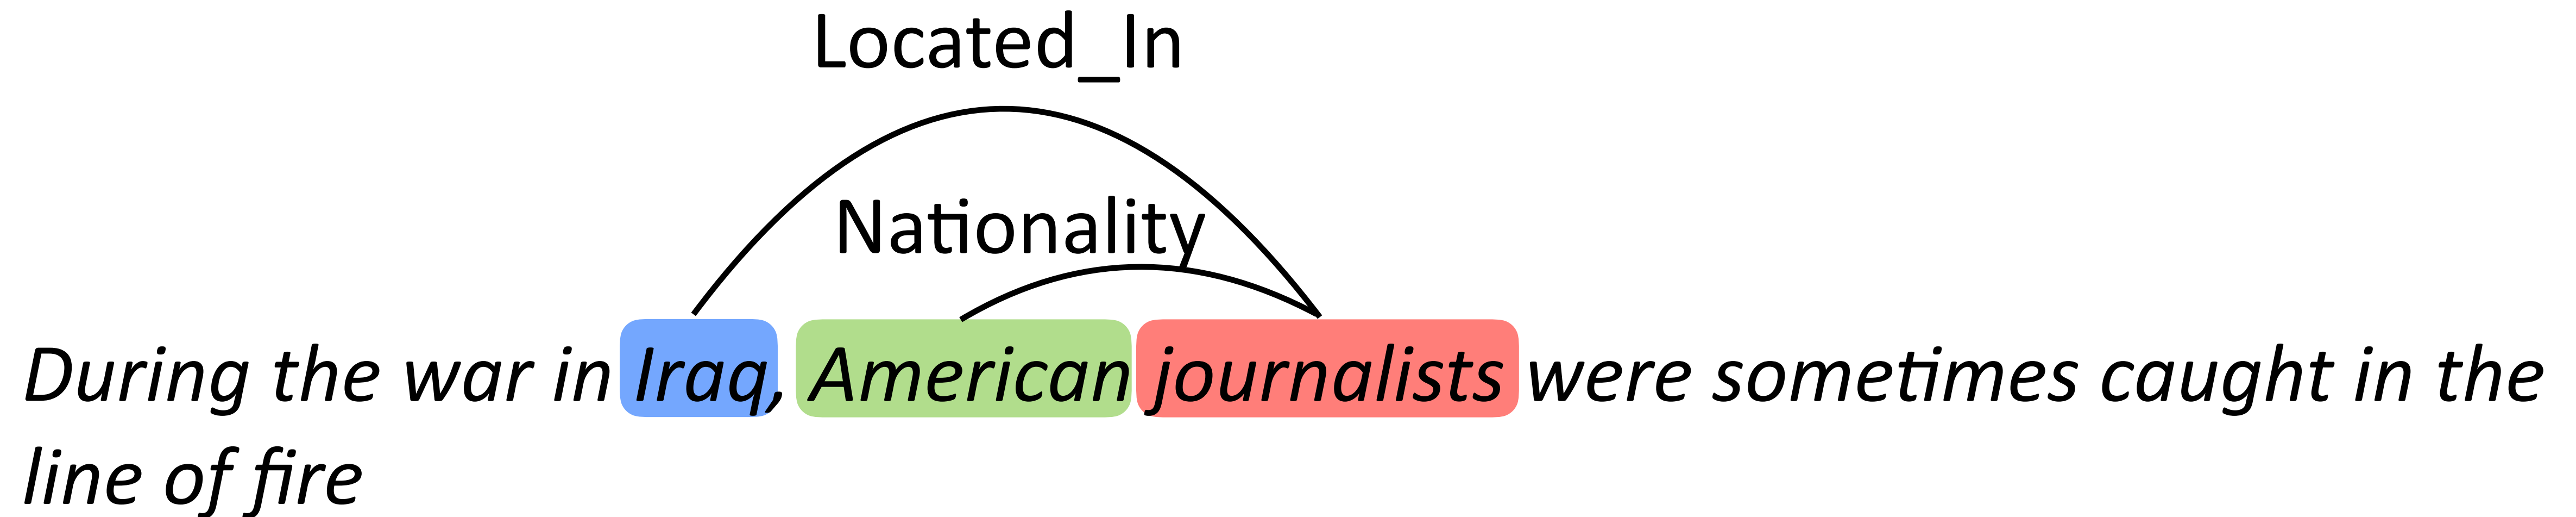 Located_In
Nationality
During the war in Iraq, American journalists were sometimes caught in the
line of fire